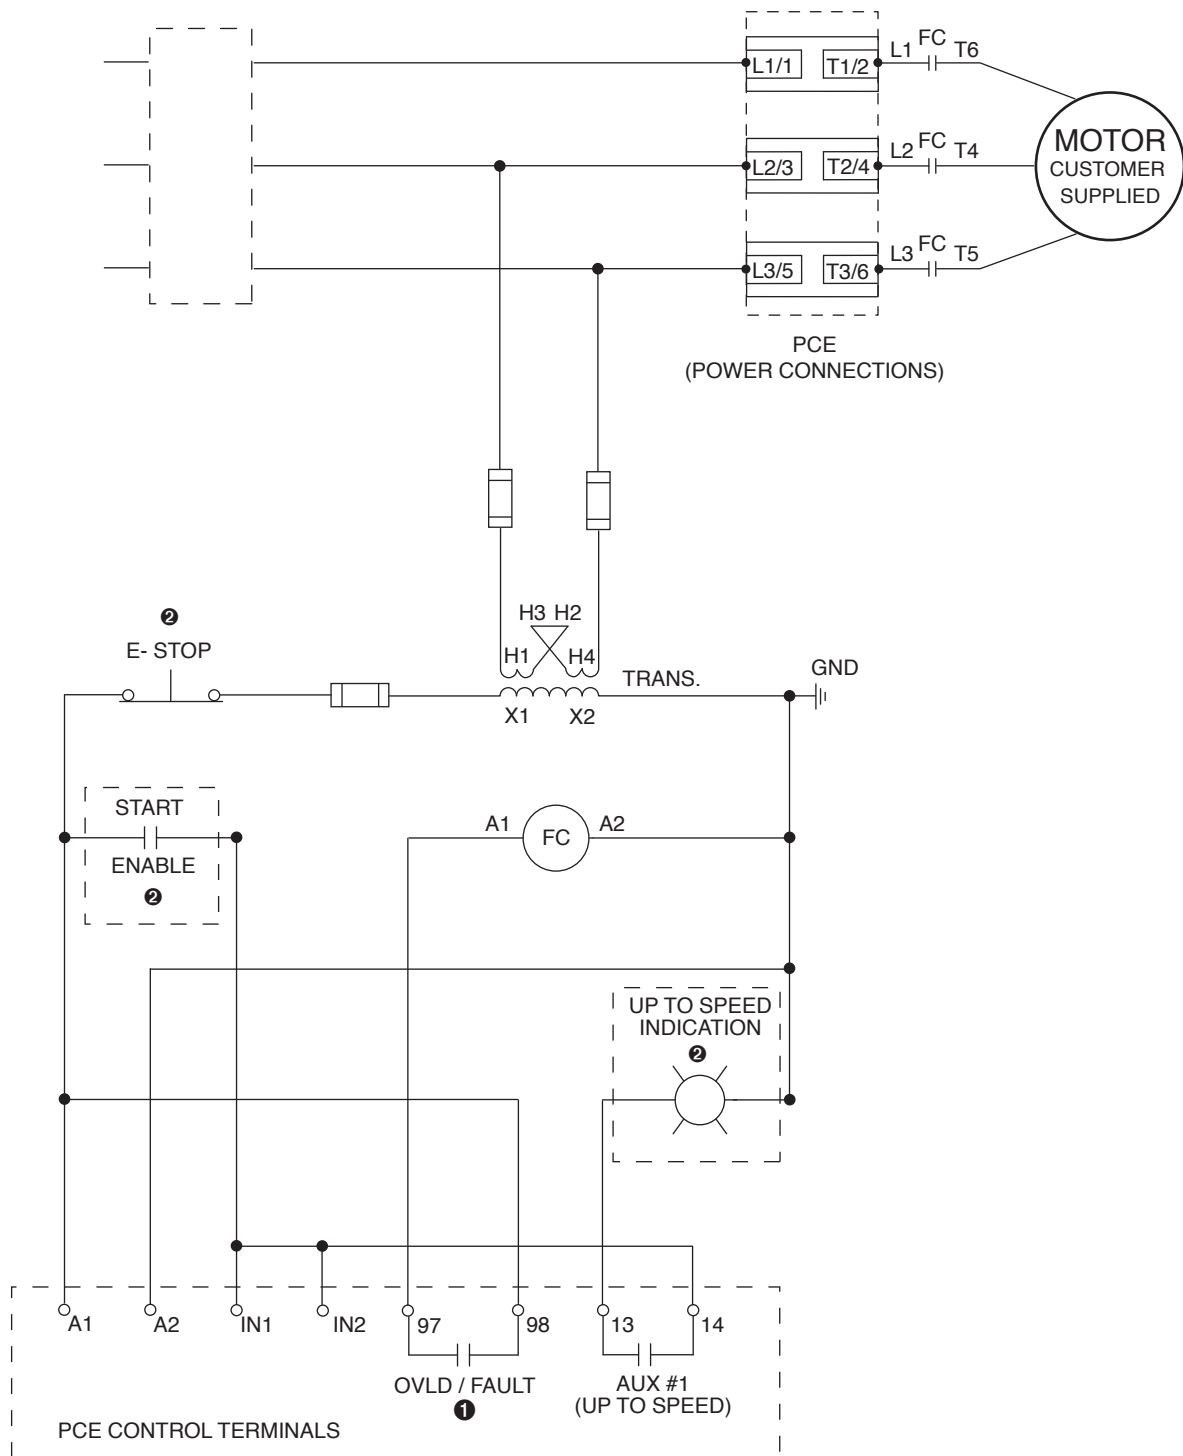 L1/1 T1/2 L1 FC T6
L2/3 T2/4 L2 FC T4
L3/5 T3/6 L3 FC T5
MOTOR
CUSTOMER
SUPPLIED
PCE
(POWER CONNECTIONS)
H3 H2
H1 H4
❷
E- STOP
TRANS.
GND
X1 X2
START
ENABLE
❷
A1 FC A2
UP TO SPEED
INDICATION
❷
A1 A2 IN1 IN2 97 98 13 14
OVLD / FAULT
❶
AUX #1
(UP TO SPEED)
PCE CONTROL TERMINALS